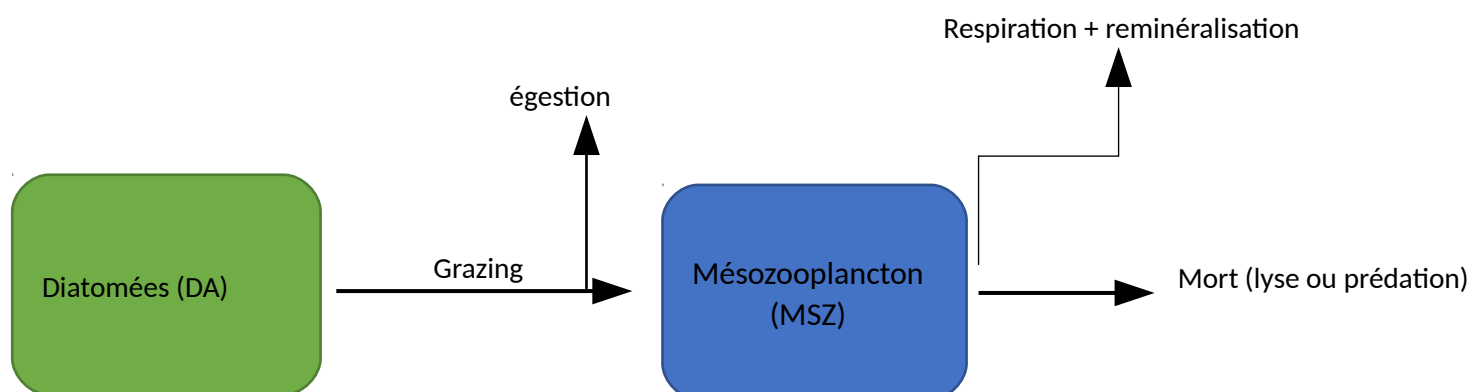 Respiration + reminéralisation
égestion
Grazing
Diatomées (DA)
Mésozooplancton
(MSZ)
Mort (lyse ou prédation)